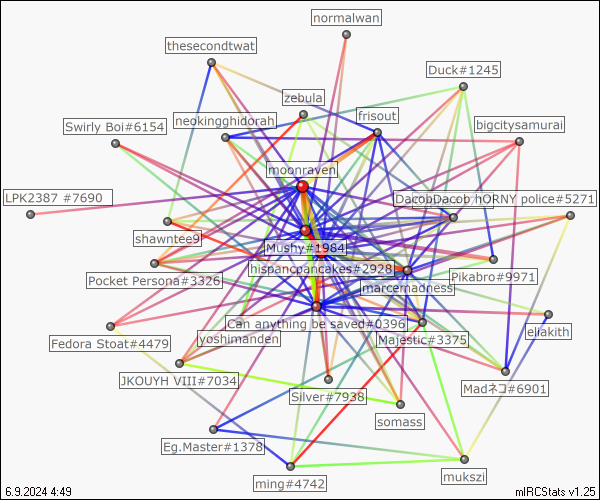 normalwan
thesecondtwat
Duck#1245
zebula
frisout
neokingghidorah
Swirly Boi#6154
bigcitysamurai
moonraven
LPK2387 #7690
DacobDacob
hORNY police#5271
shawntee9
Mushy#1984
hispancpancakes#2928
Pocket Persona#3326
Pikabro#9971
marcemadness
Can anything be saved#0396
eliakith
Fedora Stoat#4479
yoshimanden
Majestic#3375
JKOUYH VIII#7034
Madネコ#6901
Silver#7938
somass
Eg.Master#1378
ming#4742
mukszi
6.9.2024 4:49
mIRCStats v1.25